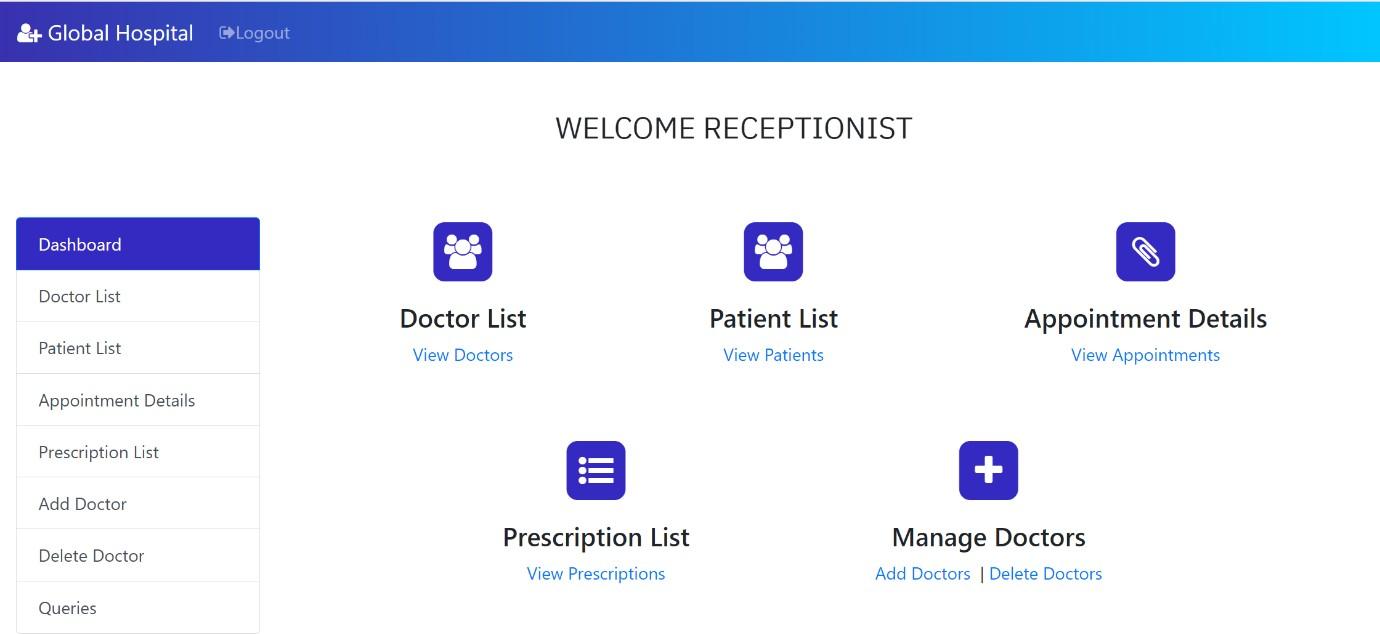 Global Hospital Logout
WELCOME RECEPTIONIST
Dashboard
Doctor List
Patient List
Appointment Details
Prescription List
Add Doctor
Delete Doctor
Queries
Doctor List
View Doctors
Patient List
View Patients
Appointment Details
View Appointments
Prescription List
View Prescriptions
Manage Doctors
Add Doctors | Delete Doctors